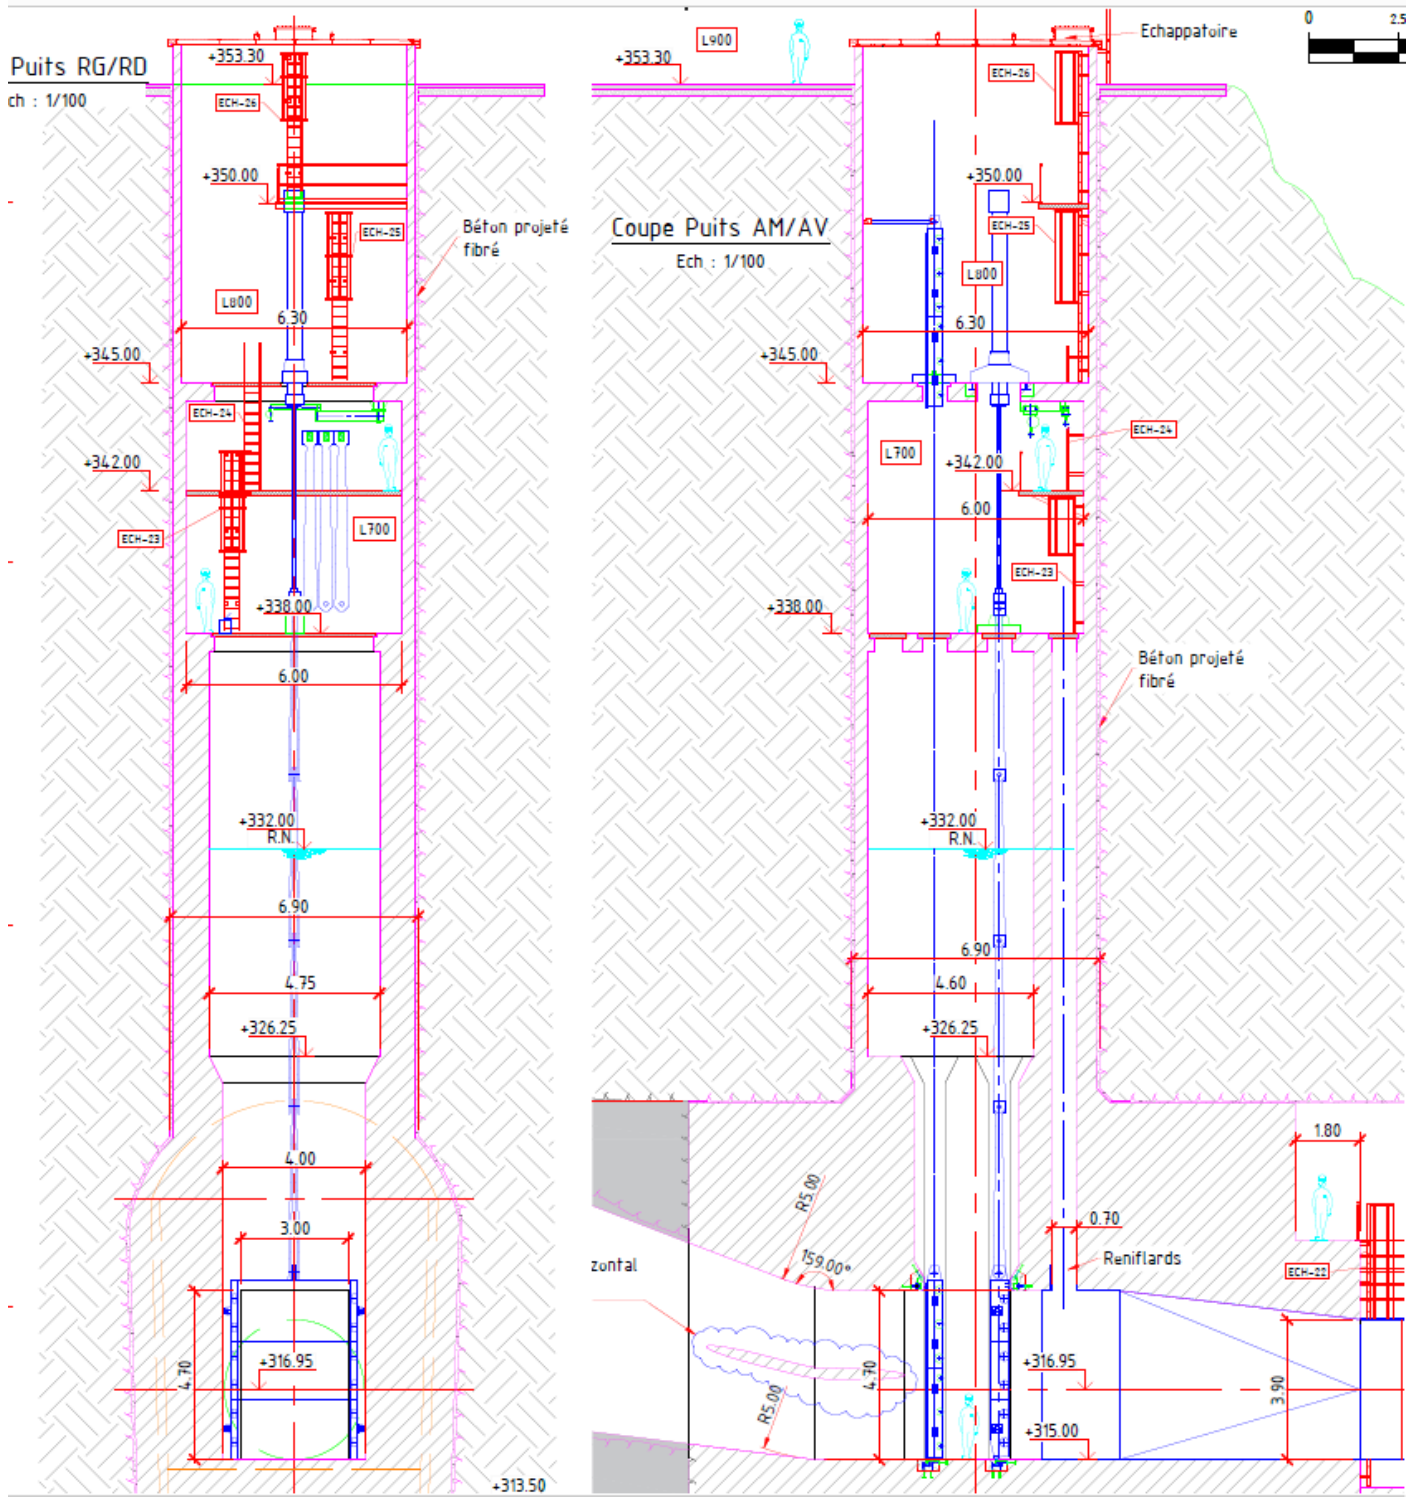 Puits RG/RD
ch : 1/100
+353.30
ECH-26
+350.00
ECH-25
Béton projeté
fibré
L800
6.30
+345.00
ECH-24
+342.00
L700
ECH-23
+338.00
6.00
+332.00
R.N.
6.90
4.75
+326.25
4.00
3.00
+316.95
4.70
+313.50
L900
+353.30
Echappatoire
0
2.5
ECH-26
+350.00
ECH-25
Coupe Puits AM/AV
Ech : 1/100
L800
6.30
+345.00
ECH-24
L700
+342.00
6.00
ECH-23
+338.00
Béton projeté
fibré
+332.00
R.N.
6.90
4.60
+326.25
1.80
R5.00
0.70
159.00°
Reniflards
zontal
ECH-22
+316.95
4.70
3.90
R5.00
+315.00